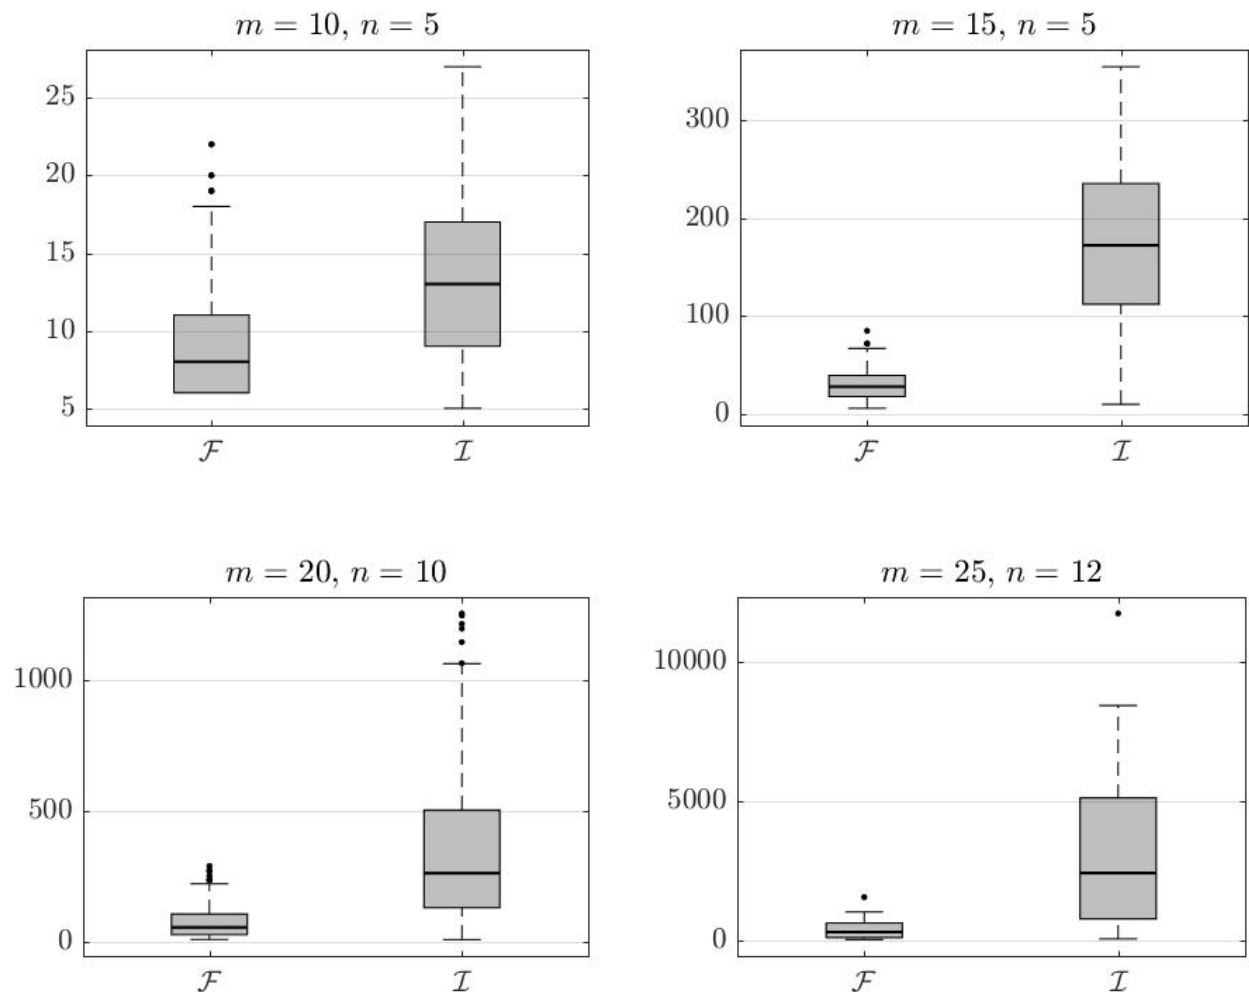 m = 10, n = 5
25
20
15
10
5
ℱ ℐ
m = 15, n = 5
300
200
100
0
ℱ ℐ
m = 20, n = 10
1000
500
0
ℱ ℐ
m = 25, n = 12
10000
5000
0
ℱ ℐ